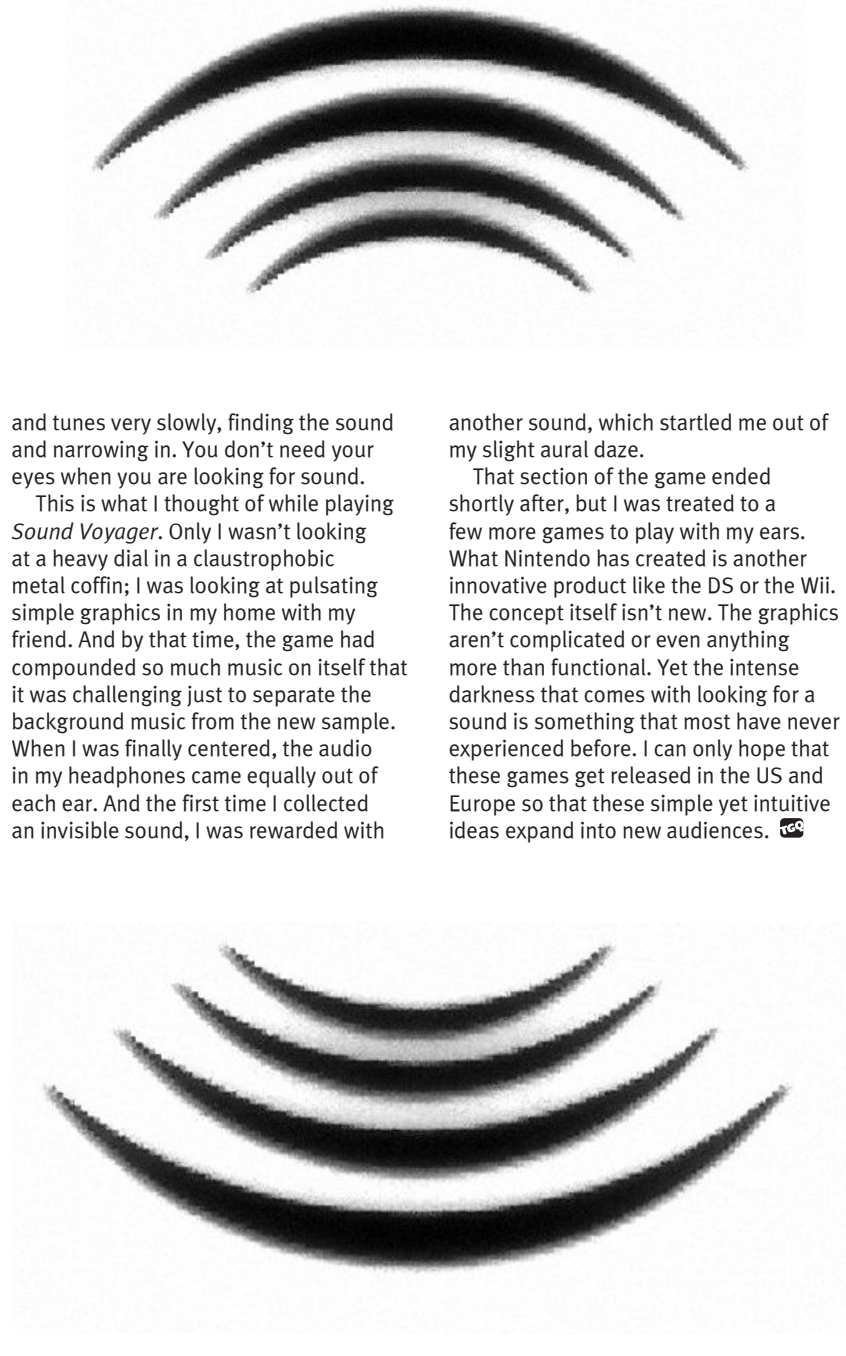 and tunes very slowly, finding the sound
and narrowing in. You don’t need your
eyes when you are looking for sound.
This is what I thought of while playing
Sound Voyager. Only I wasn’t looking
at a heavy dial in a claustrophobic
metal coffin; I was looking at pulsating
simple graphics in my home with my
friend. And by that time, the game had
compounded so much music on itself that
it was challenging just to separate the
background music from the new sample.
When I was finally centered, the audio
in my headphones came equally out of
each ear. And the first time I collected
an invisible sound, I was rewarded with
another sound, which startled me out of
my slight aural daze.
That section of the game ended
shortly after, but I was treated to a
few more games to play with my ears.
What Nintendo has created is another
innovative product like the DS or the Wii.
The concept itself isn’t new. The graphics
aren’t complicated or even anything
more than functional. Yet the intense
darkness that comes with looking for a
sound is something that most have never
experienced before. I can only hope that
these games get released in the US and
Europe so that these simple yet intuitive
ideas expand into new audiences. TGQ